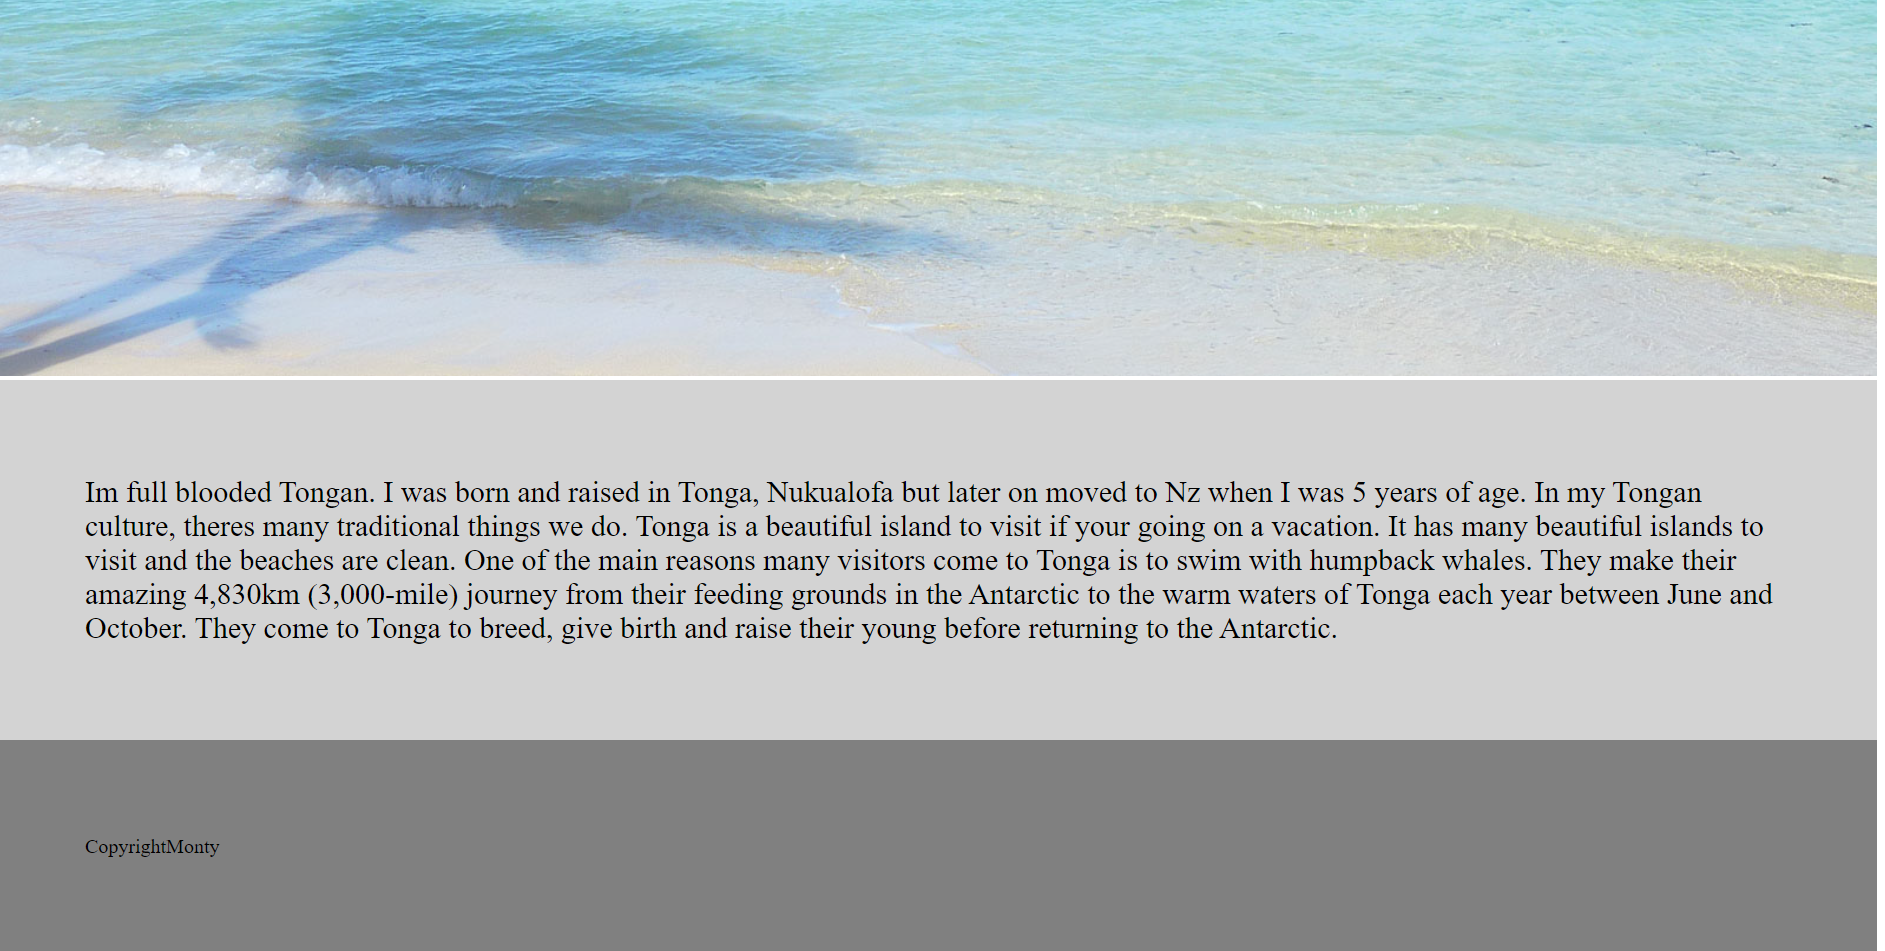 Im full blooded Tongan. I was born and raised in Tonga, Nukualofa but later on moved to Nz when I was 5 years of age. In my Tongan
culture, theres many traditional things we do. Tonga is a beautiful island to visit if your going on a vacation. It has many beautiful islands to
visit and the beaches are clean. One of the main reasons many visitors come to Tonga is to swim with humpback whales. They make their
amazing 4,830km (3,000-mile) journey from their feeding grounds in the Antarctic to the warm waters of Tonga each year between June and
October. They come to Tonga to breed, give birth and raise their young before returning to the Antarctic.
CopyrightMonty